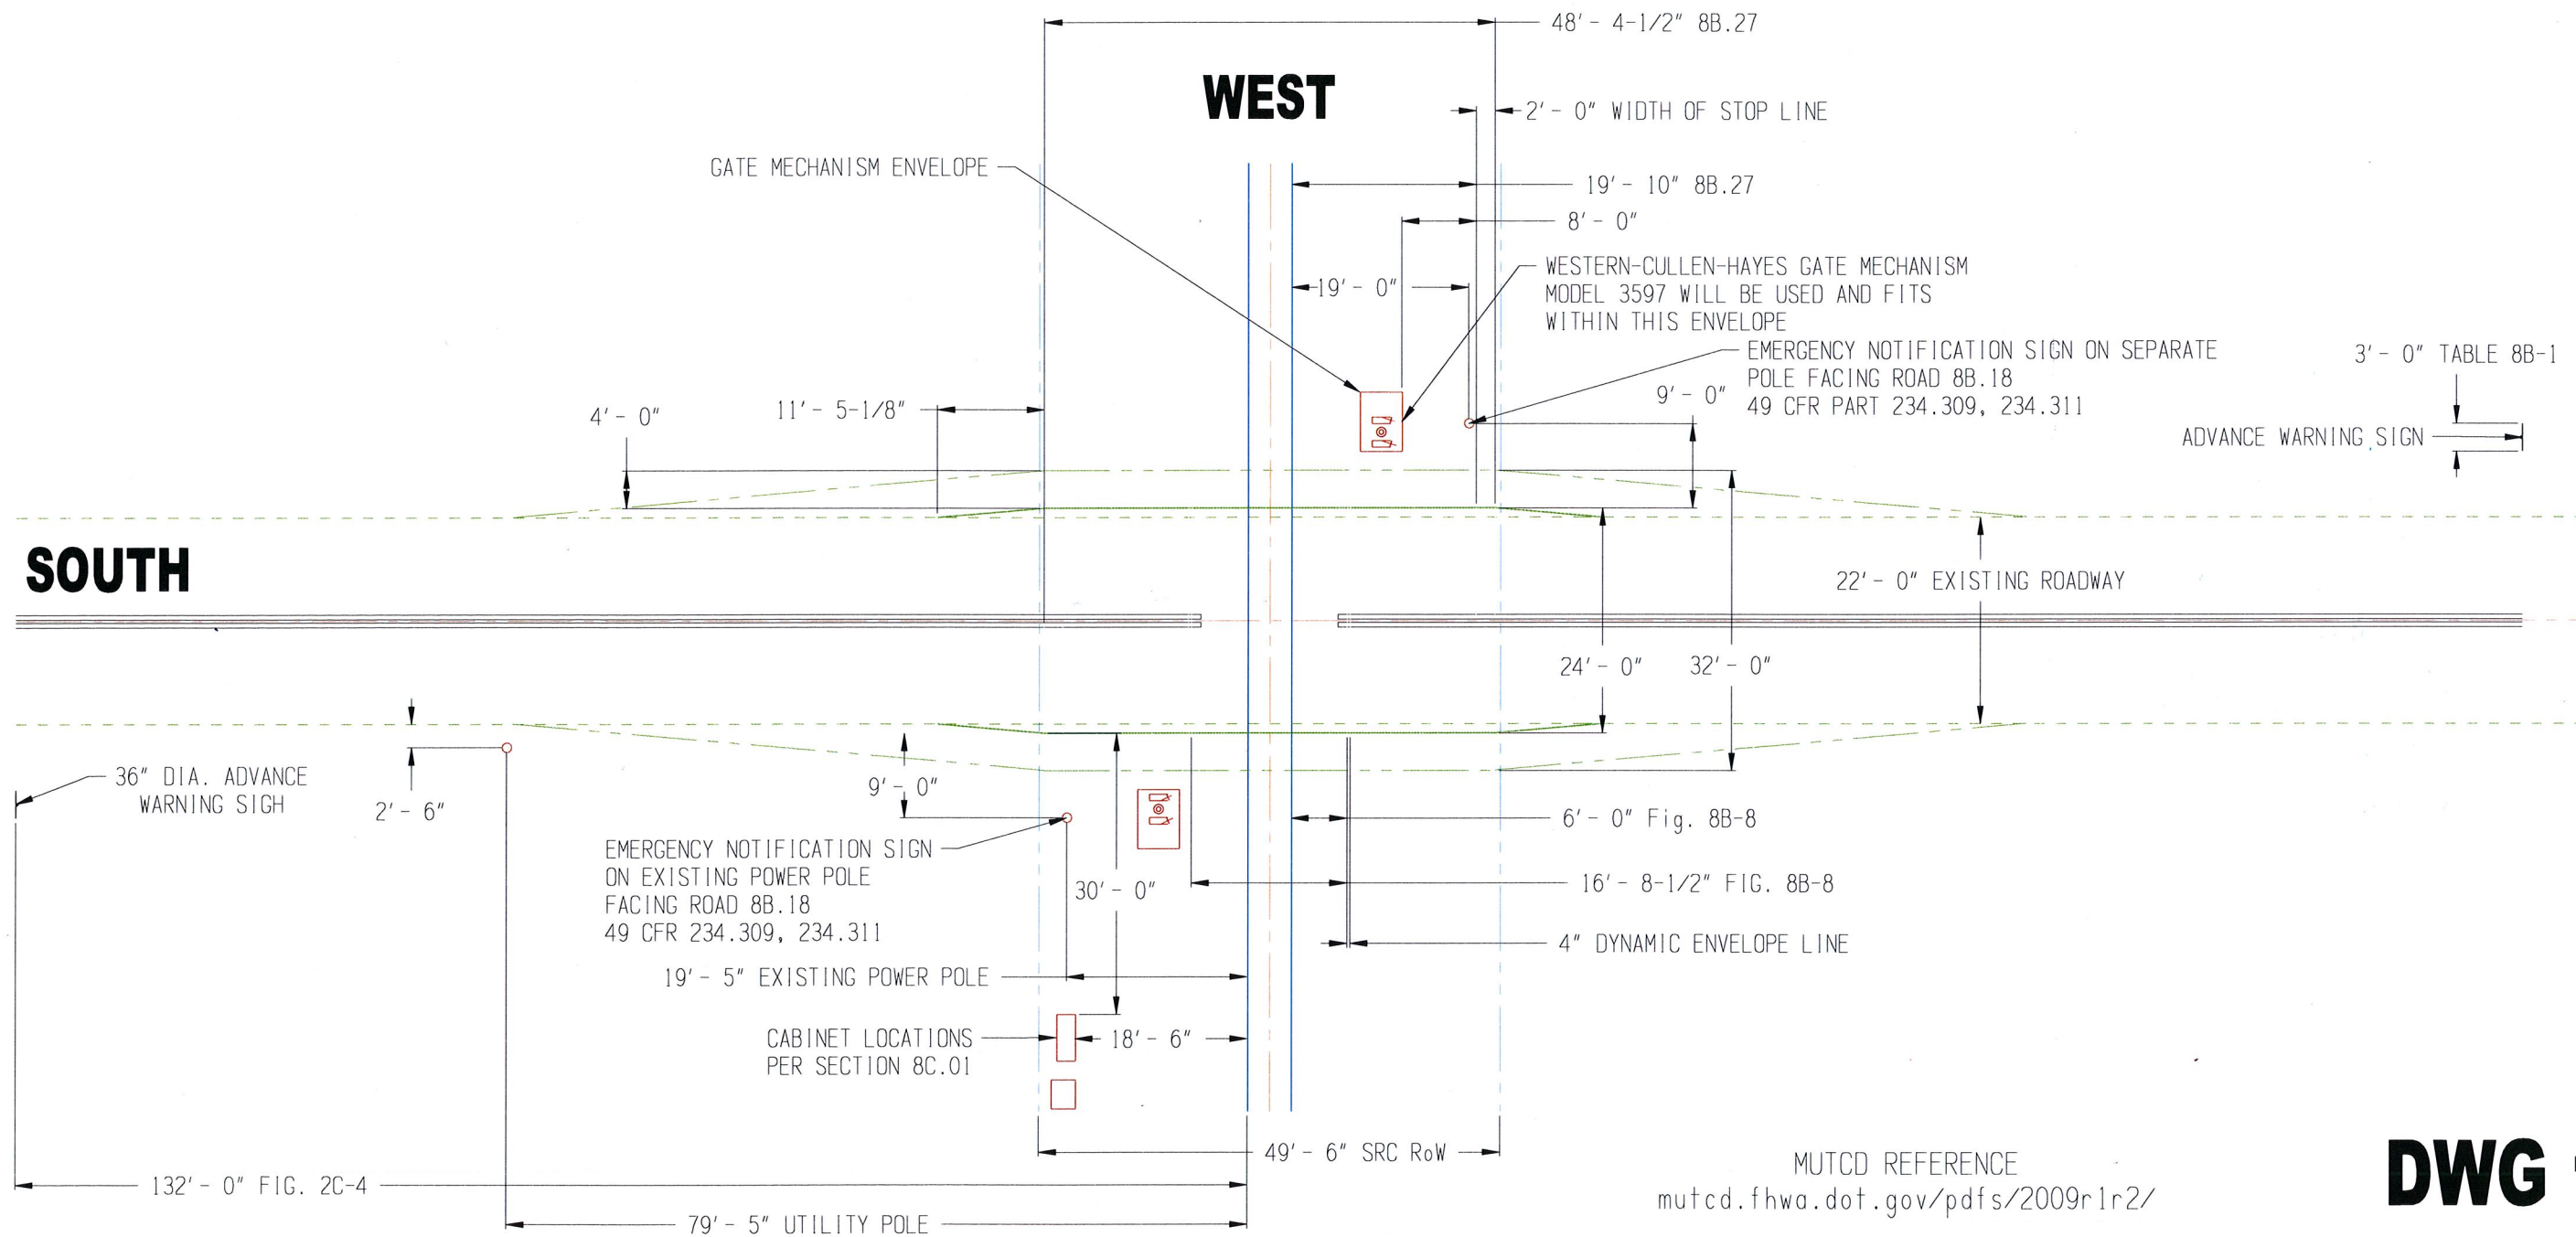 48'- 4-1/2" 8B.27
WEST
2'- 0" WIDTH OF STOP LINE
GATE MECHANISM ENVELOPE
19'- 10" 8B.27
8'- 0"
WESTERN-CULLEN-HAYES GATE MECHANISM
MODEL 3597 WILL BE USED AND FITS
WITHIN THIS ENVELOPE
19'- 0"
EMERGENCY NOTIFICATION SIGN ON SEPARATE
POLE FACING ROAD 8B.18
49 CFR PART 234.309, 234.311
3'- 0" TABLE 8B-1
9'- 0"
4'- 0"
11'- 5-1/8"
ADVANCE WARNING SIGN
SOUTH
22'- 0" EXISTING ROADWAY
24'- 0"
32'- 0"
36" DIA. ADVANCE
WARNING SIGH
2'- 6"
9'- 0"
6'- 0" Fig. 8B-8
EMERGENCY NOTIFICATION SIGN
ON EXISTING POWER POLE
FACING ROAD 8B.18
49 CFR 234.309, 234.311
30'- 0"
16'- 8-1/2" FIG. 8B-8
4" DYNAMIC ENVELOPE LINE
19'- 5" EXISTING POWER POLE
CABINET LOCATIONS
PER SECTION 8C.01
18'- 6"
49'- 6" SRC RoW
MUTCD REFERENCE
mutcd.fhwa.dot.gov/pdfs/2009r1r2/
DWG
132'- 0" FIG. 2C-4
79'- 5" UTILITY POLE